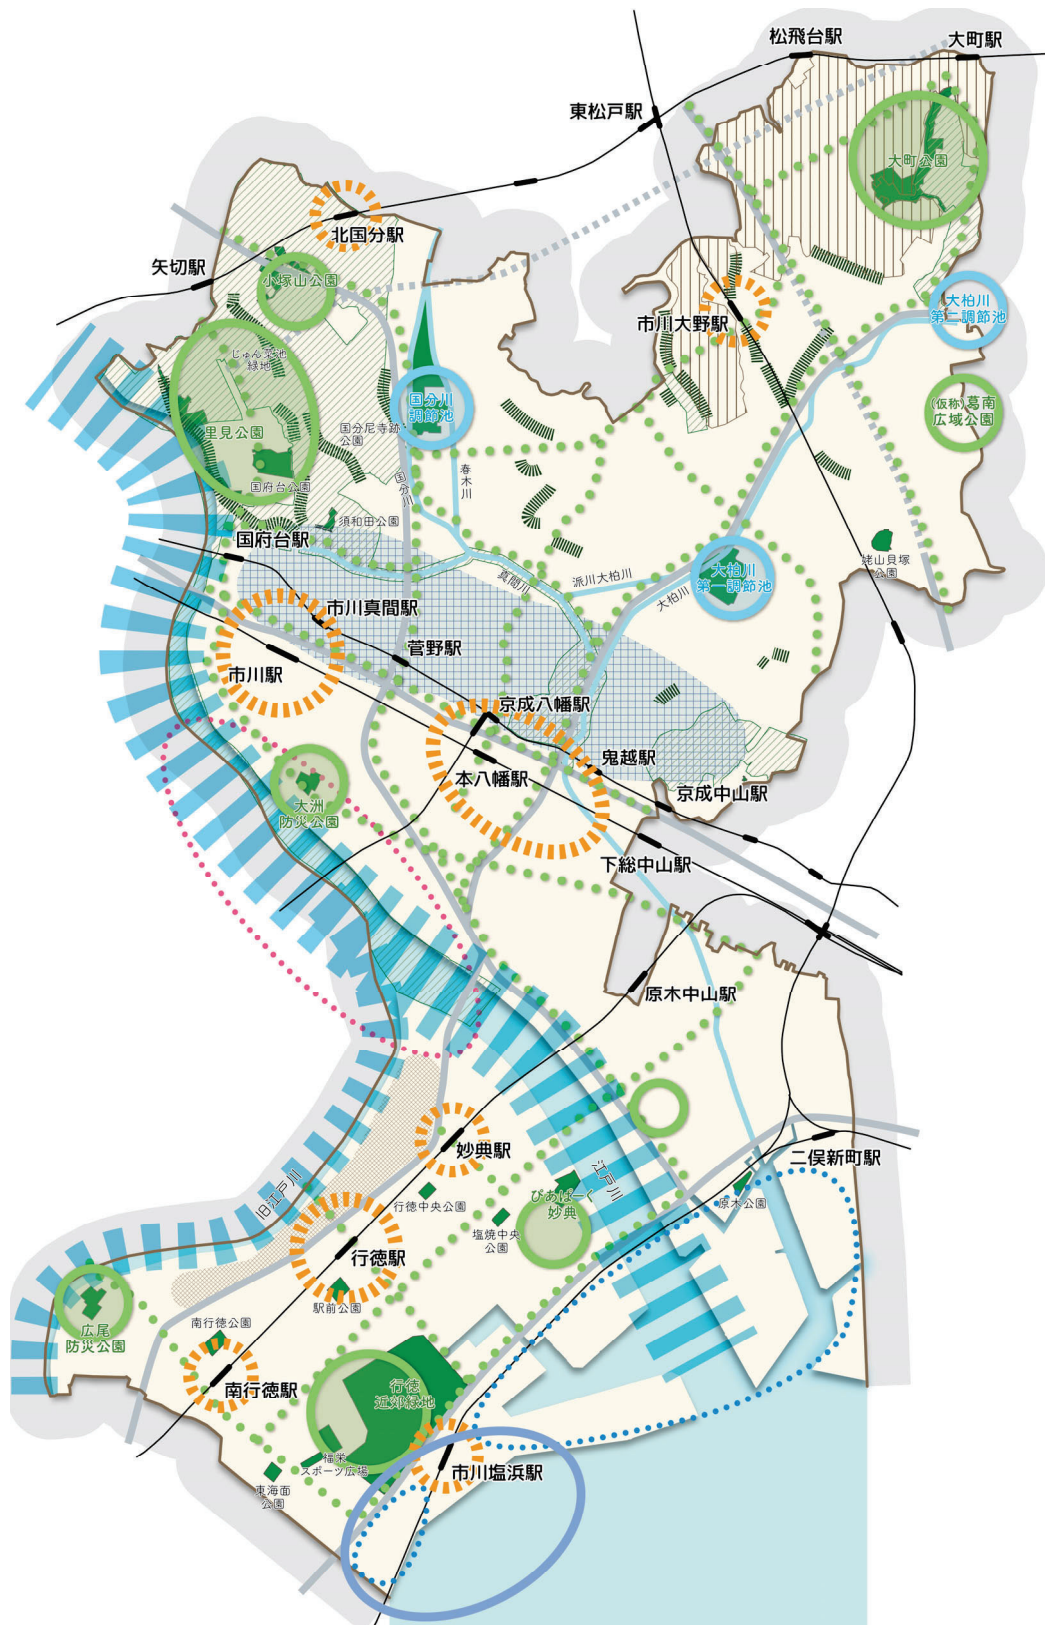 松飛台駅
大町駅
東松戸駅
大町公園
北国分駅
矢切駅
小塚山公園
大柏川
第二調節池
市川大野駅
じゅん菜池
緑地
国分川
調節池
(仮称)葛南
広域公園
里見公園
国分尼寺跡
公園
国府台公園
国分川
春木川
須和田公園
国府台駅
姥山貝塚
公園
真間川
派川大柏川
大柏川
大柏川
第一調節池
市川真間駅
菅野駅
市川駅
京成八幡駅
本八幡駅
鬼越駅
京成中山駅
大洲
防災公園
下総中山駅
原木中山駅
妙典駅
二俣新町駅
江戸川
旧江戸川
行徳中央公園
ぴあぱーく
妙典
原木公園
塩焼中央
公園
行徳駅
駅前公園
広尾
防災公園
南行徳公園
南行徳駅
行徳
近郊緑地
福栄
スポーツ広場
市川塩浜駅
東海面
公園